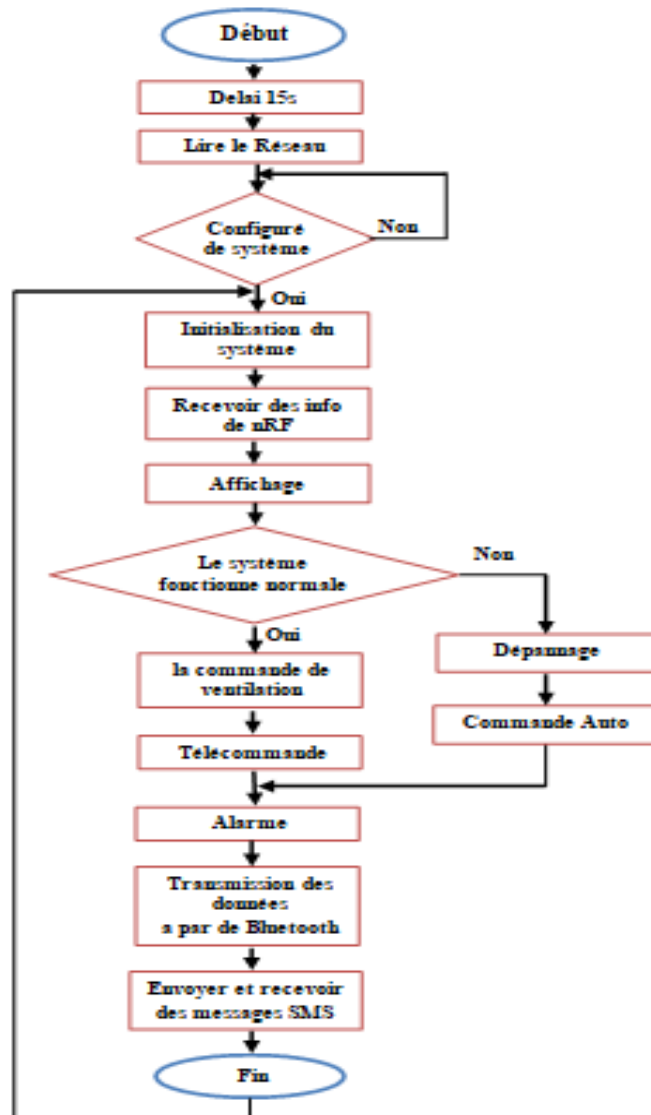 Début
Delai 15s
Lire le Réseau
Configuré
de système
Non
Oui
Initialisation du
système
Recevoir des info
de nRF
Affichage
Le système
fonctionne normale
Non
Oui
la commande de
ventilation
Dépannage
Télécommande
Commande Auto
Alarme
Transmission des
données
a par de Bluetooth
Envoyer et recevoir
des messages SMS
Fin